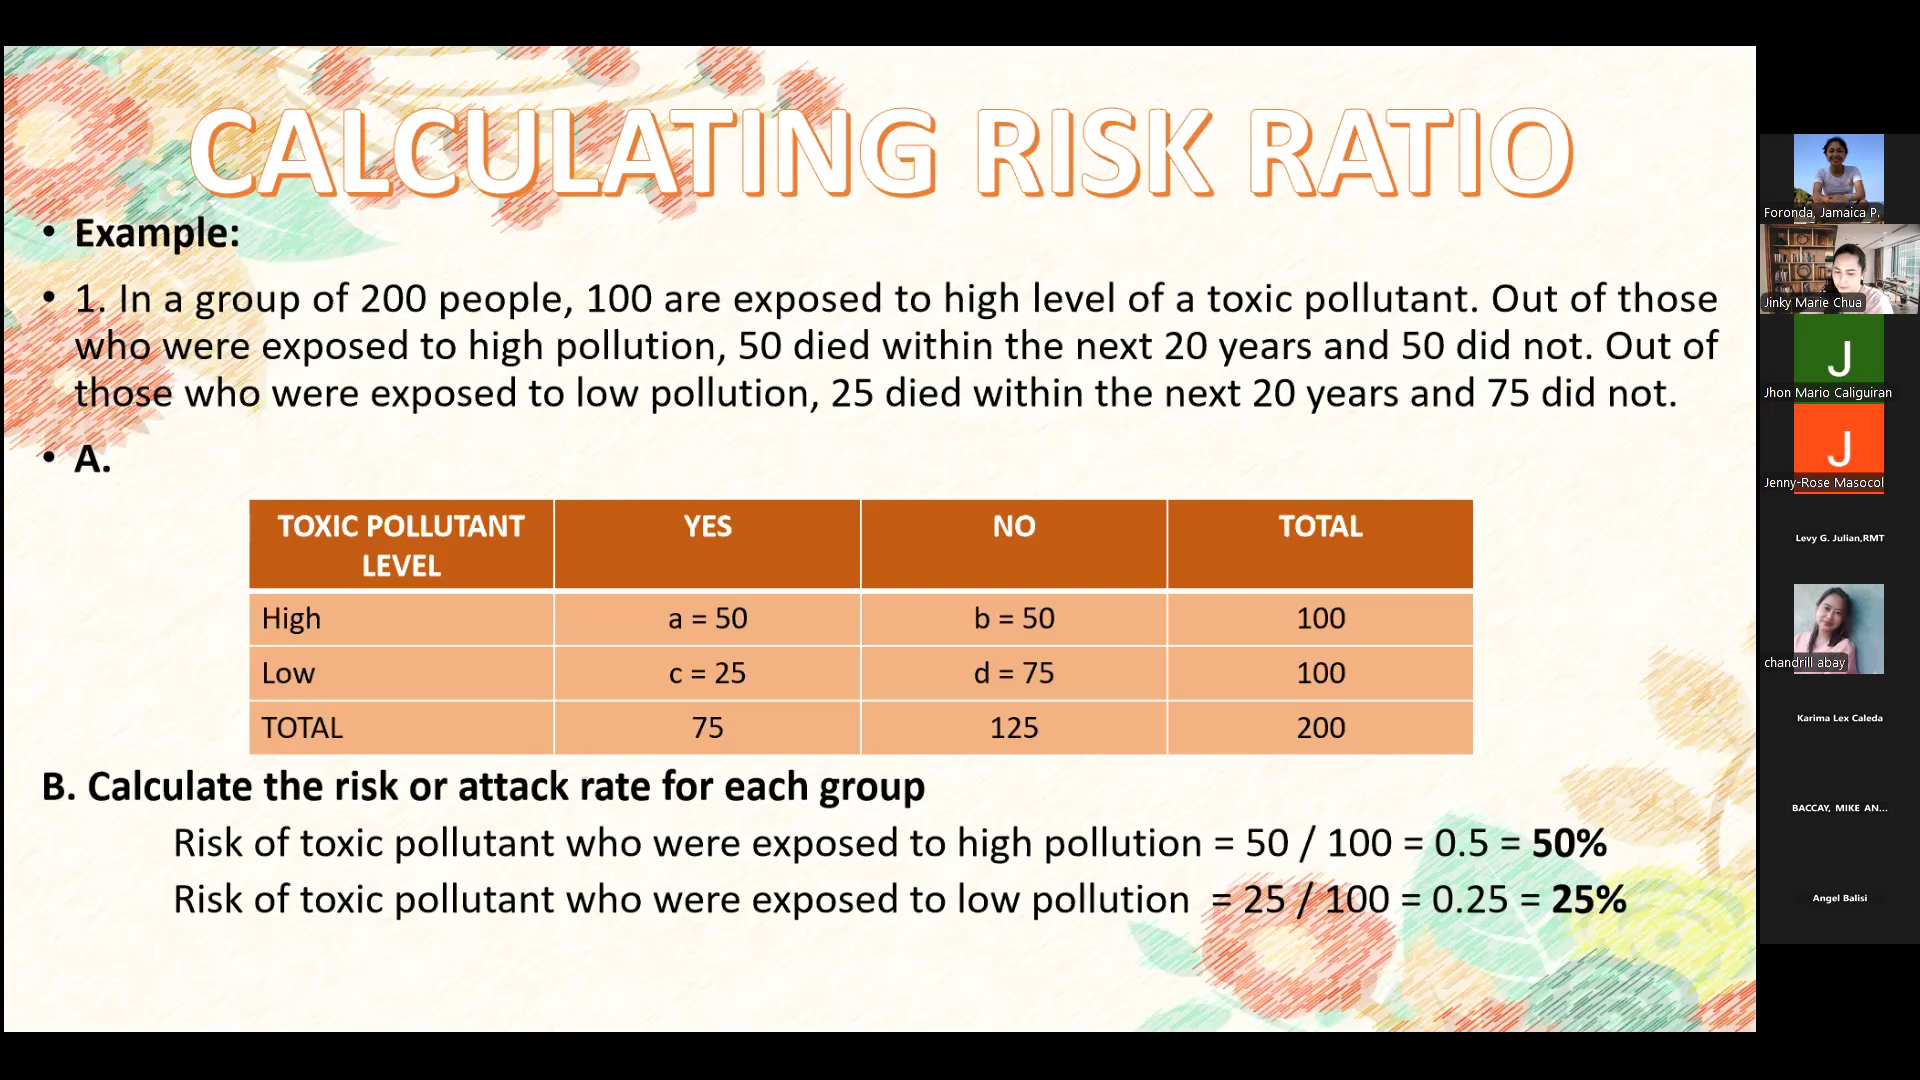 CALCULATING RISK RATIO
• Example:
• 1. In a group of 200 people, 100 are exposed to high level of a toxic pollutant. Out of those
who were exposed to high pollution, 50 died within the next 20 years and 50 did not. Out of
those who were exposed to low pollution, 25 died within the next 20 years and 75 did not.
• A.
TOXIC POLLUTANT LEVEL YES NO TOTAL
High a = 50 b = 50 100
Low c = 25 d = 75 100
TOTAL 75 125 200
B. Calculate the risk or attack rate for each group
Risk of toxic pollutant who were exposed to high pollution = 50 / 100 = 0.5 = 50%
Risk of toxic pollutant who were exposed to low pollution = 25 / 100 = 0.25 = 25%
Foronda, Jamaica P.
Jinky Marie Chua
J
Jhon Mario Caliguiran
J
Jenny-Rose Masocol
Levy G. Julian,RMT
chandrill abay
Karima Lex Caleda
BACCAY, MIKE AN...
Angel Balisi